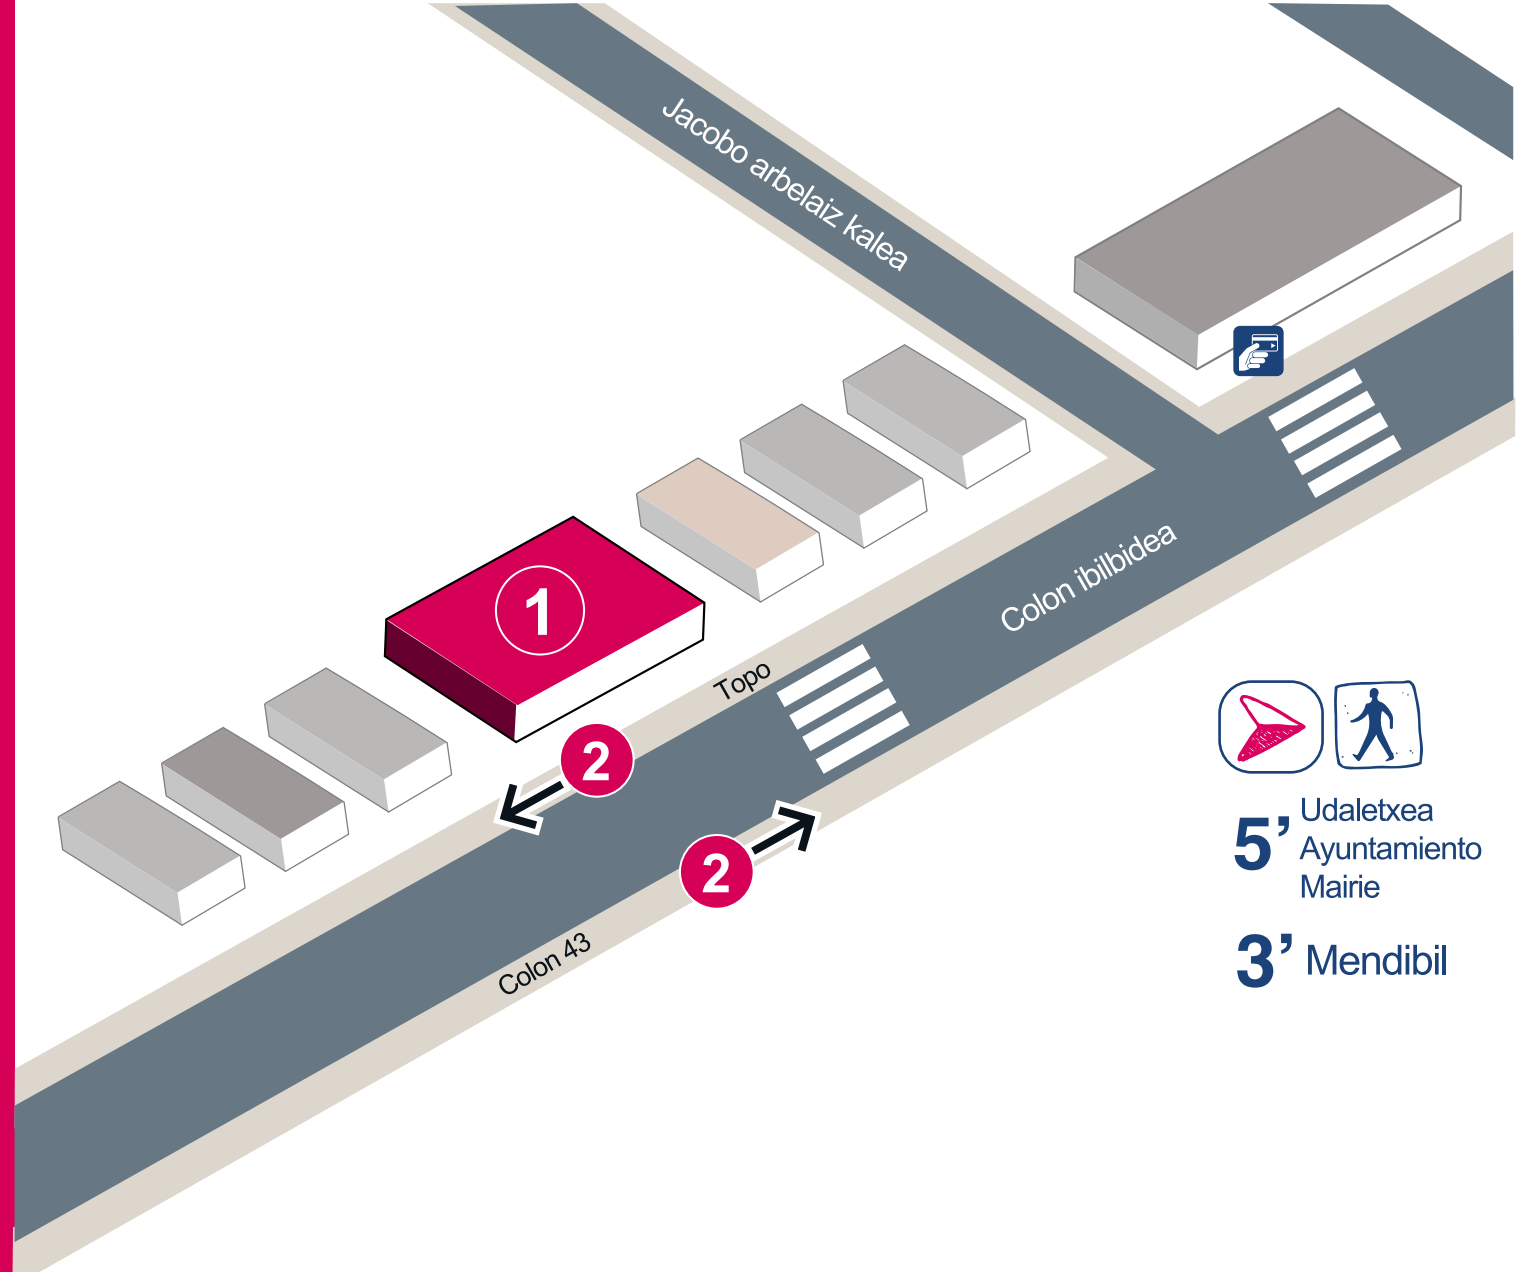 Jacobo arbelaiz kalea
1
Topo
Colon ibilbidea
2
2
Colon 43
5’ Udaletxea
Ayuntamiento
Mairie
3’ Mendibil